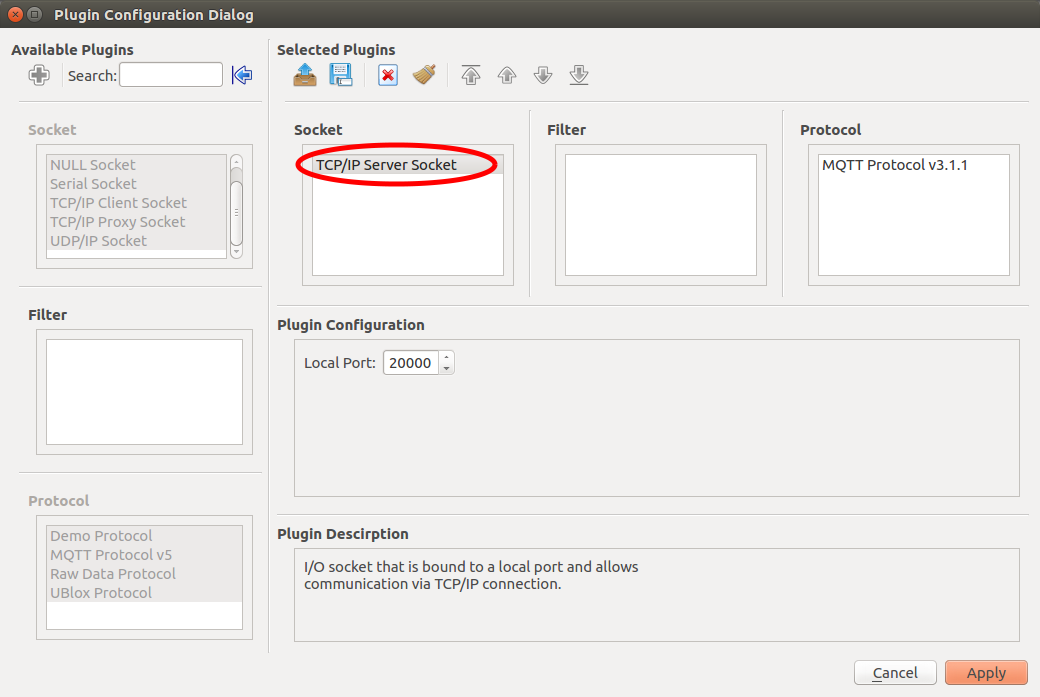 Plugin Configuration Dialog
Available Plugins
Search:
Socket
NULL Socket
Serial Socket
TCP/IP Client Socket
TCP/IP Proxy Socket
UDP/IP Socket
Filter
Protocol
Demo Protocol
MQTT Protocol v5
Raw Data Protocol
UBlox Protocol
Selected Plugins
Socket
TCP/IP Server Socket
Filter
Protocol
MQTT Protocol v3.1.1
Plugin Configuration
Local Port: 20000
Plugin Descirption
I/O socket that is bound to a local port and allows
communication via TCP/IP connection.
Cancel
Apply